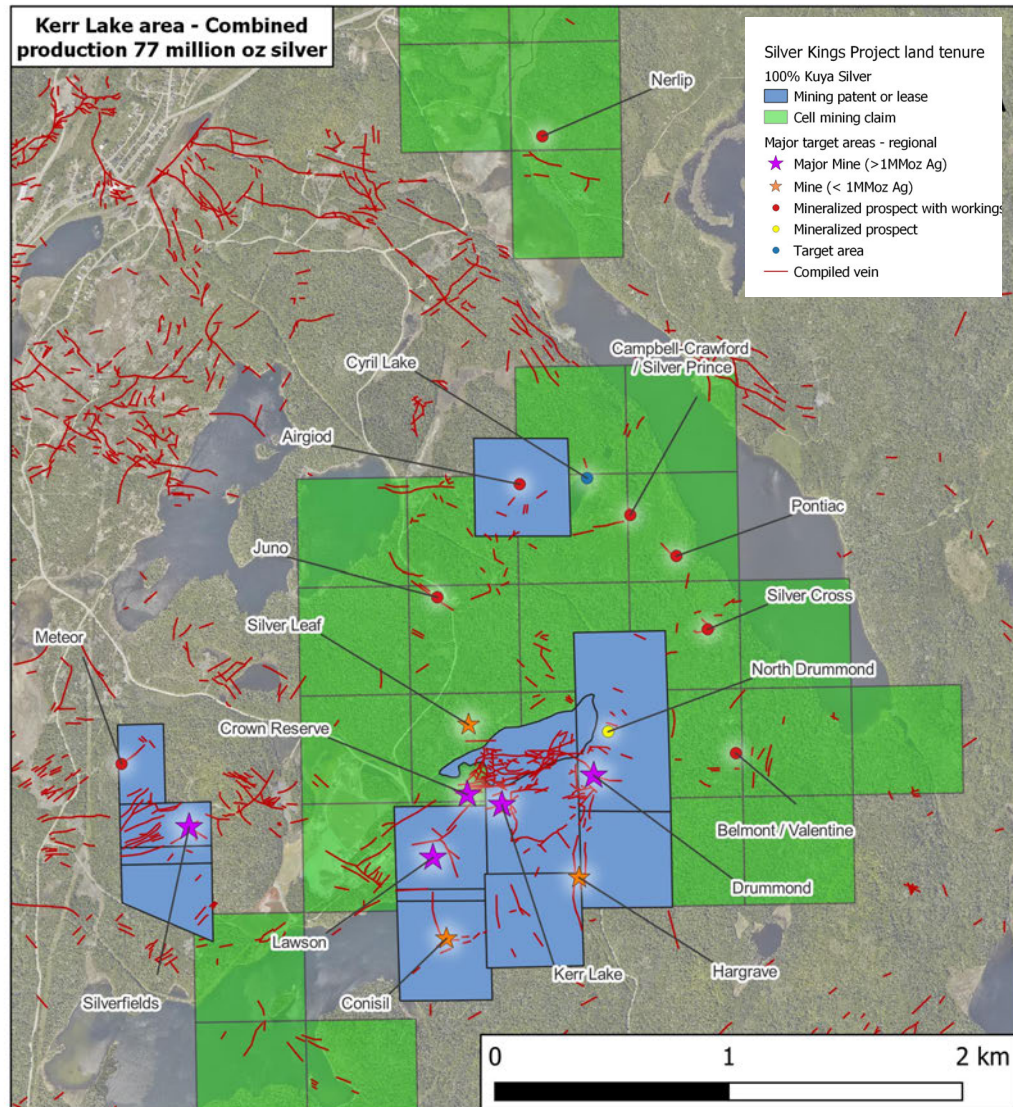 Kerr Lake area - Combined
production 77 million oz silver
Silver Kings Project land tenure
100% Kuya Silver
Mining patent or lease
Cell mining claim
Major target areas - regional
Major Mine (>1MMoz Ag)
Mine (< 1MMoz Ag)
Mineralized prospect with workings
Mineralized prospect
Target area
Compiled vein
Nerlip
Campbell-Crawford
/ Silver Prince
Cyril Lake
Airgiod
Pontiac
Juno
Silver Cross
Silver Leaf
Meteor
North Drummond
Crown Reserve
Belmont / Valentine
Drummond
Lawson
Kerr Lake
Hargrave
Silverfields
Conisil
0 1 2 km